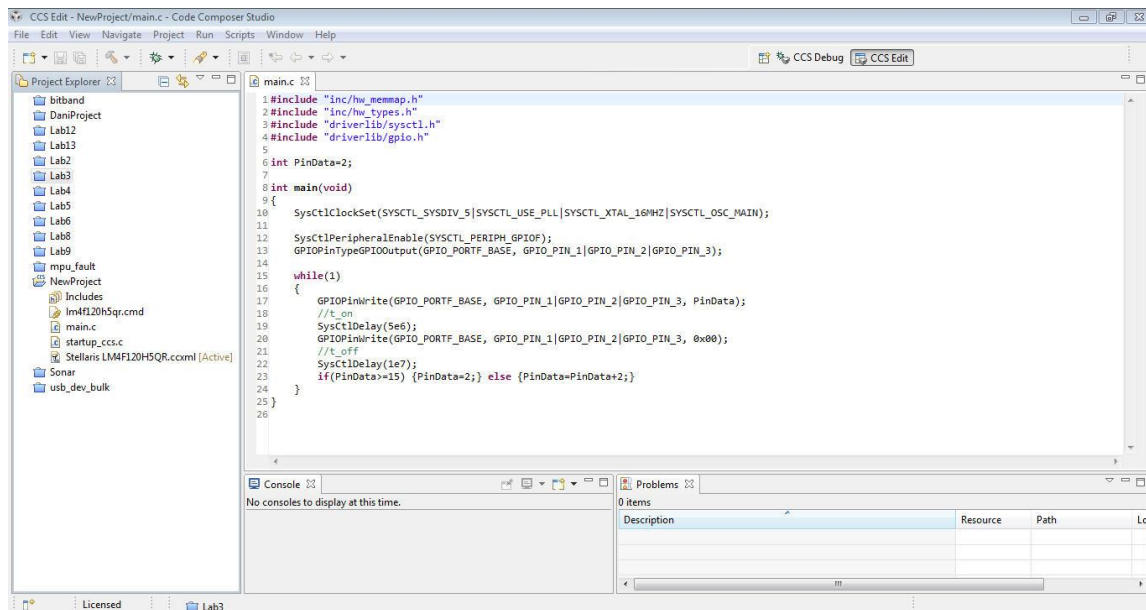 CCS Edit - NewProject/main.c - Code Composer Studio
File Edit View Navigate Project Run Scripts Window Help
CCS Debug CCS Edit
Project Explorer
bitband
DaniProject
Lab12
Lab13
Lab2
Lab3
Lab4
Lab5
Lab6
Lab8
Lab9
mpu_fault
NewProject
Includes
lm4f120h5qr.cmd
main.c
startup_ccs.c
Stellaris LM4F120H5QR.ccxml [Active]
Sonar
usb_dev_bulk
main.c
1 #include "inc/hw_memmap.h"
2 #include "inc/hw_types.h"
3 #include "driverlib/sysctl.h"
4 #include "driverlib/gpio.h"
5
6 int PinData=2;
7
8 int main(void)
9 {
10     SysCtlClockSet(SYSCTL_SYSDIV_5|SYSCTL_USE_PLL|SYSCTL_XTAL_16MHZ|SYSCTL_OSC_MAIN);
11
12     SysCtlPeripheralEnable(SYSCTL_PERIPH_GPIOF);
13     GPIOPinTypeGPIOOutput(GPIO_PORTF_BASE, GPIO_PIN_1|GPIO_PIN_2|GPIO_PIN_3);
14
15     while(1)
16     {
17         GPIOPinWrite(GPIO_PORTF_BASE, GPIO_PIN_1|GPIO_PIN_2|GPIO_PIN_3, PinData);
18         //t_on
19         SysCtlDelay(5e6);
20         GPIOPinWrite(GPIO_PORTF_BASE, GPIO_PIN_1|GPIO_PIN_2|GPIO_PIN_3, 0x00);
21         //t_off
22         SysCtlDelay(1e7);
23         if(PinData>=15) {PinData=2;} else {PinData=PinData+2;}
24     }
25 }
26
Console
No consoles to display at this time.
Problems
0 items
Description Resource Path Lo
Licensed Lab3